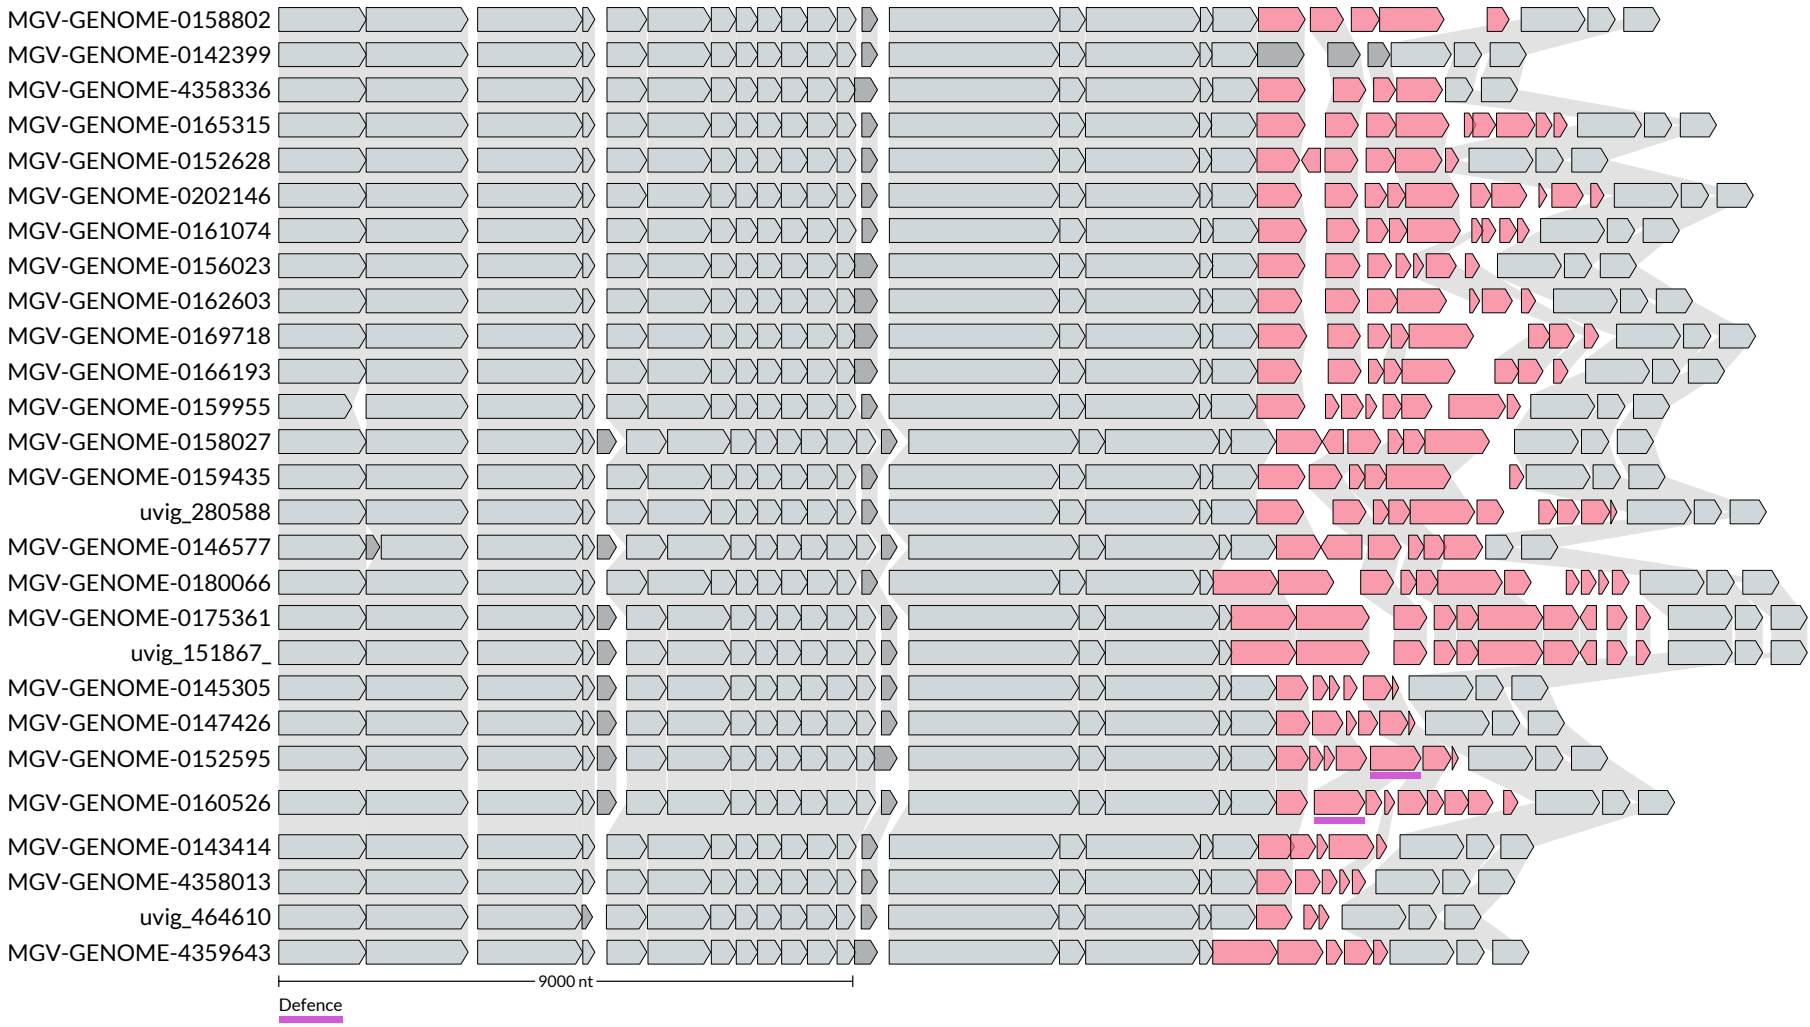 MGV-GENOME-0158802
MGV-GENOME-0142399
MGV-GENOME-4358336
MGV-GENOME-0165315
MGV-GENOME-0152628
MGV-GENOME-0202146
MGV-GENOME-0161074
MGV-GENOME-0156023
MGV-GENOME-0162603
MGV-GENOME-0169718
MGV-GENOME-0166193
MGV-GENOME-0159955
MGV-GENOME-0158027
MGV-GENOME-0159435
uvig_280588
MGV-GENOME-0146577
MGV-GENOME-0180066
MGV-GENOME-0175361
uvig_151867_
MGV-GENOME-0145305
MGV-GENOME-0147426
MGV-GENOME-0152595
MGV-GENOME-0160526
MGV-GENOME-0143414
MGV-GENOME-4358013
uvig_464610
MGV-GENOME-4359643
9000 nt
Defence